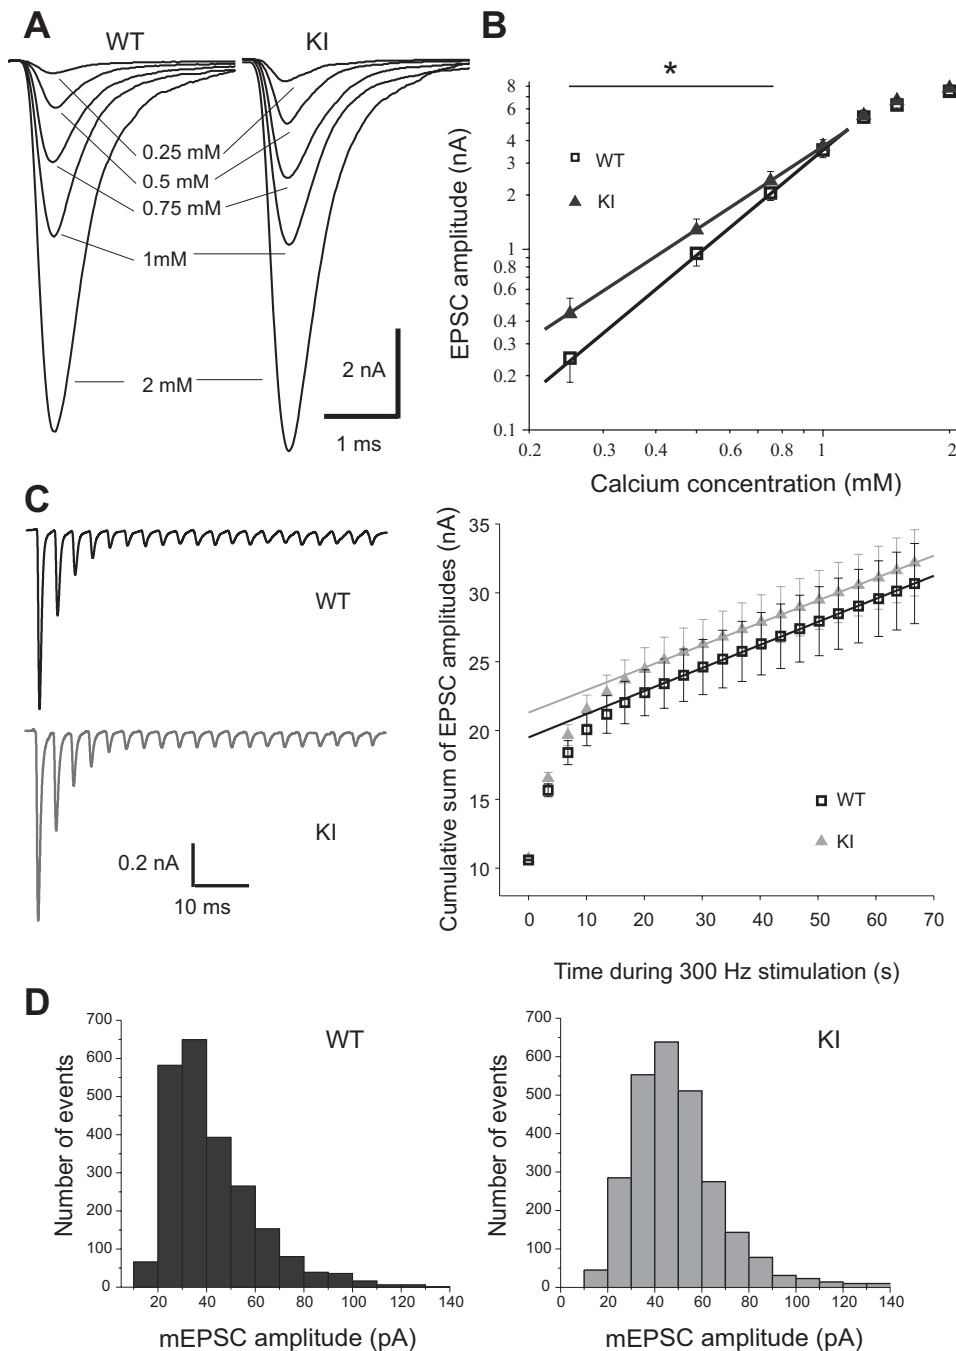 A
WT
KI
0.25 mM
0.5 mM
0.75 mM
1mM
2 mM
2 nA
1 ms
B
*
EPSC amplitude (nA)
8
6
4
3
2
1
0.8
0.6
0.4
0.3
0.2
0.1
WT
KI
0.2
0.3
0.4
0.6
1
2
Calcium concentration (mM)
C
WT
KI
0.2 nA
10 ms
Cumulative sum of EPSC amplitudes (nA)
35
30
25
20
15
10
WT
KI
0 10 20 30 40 50 60 70
Time during 300 Hz stimulation (s)
D
WT
Number of events
700
600
500
400
300
200
100
0
20 40 60 80 100 120 140
mEPSC amplitude (pA)
KI
Number of events
700
600
500
400
300
200
100
0
0 20 40 60 80 100 120 140
mEPSC amplitude (pA)